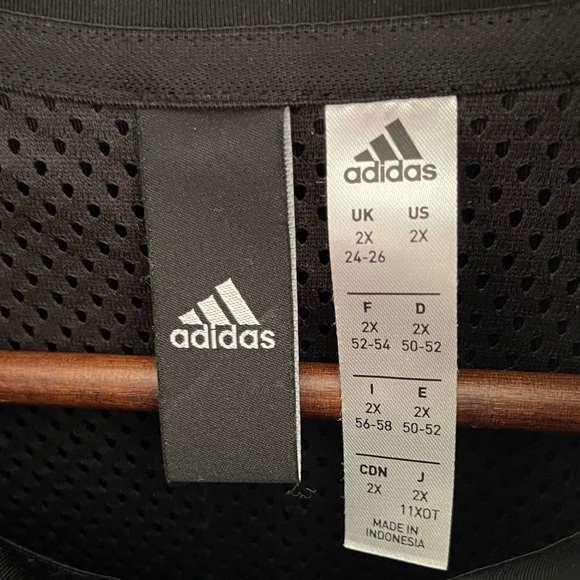 adidas
adidas
UK US
2X 2X
24-26
F D
2X 2X
52-54 50-52
I E
2X 2X
56-58 50-52
CDN J
2X 2X
11XOT
MADE IN
INDONESIA